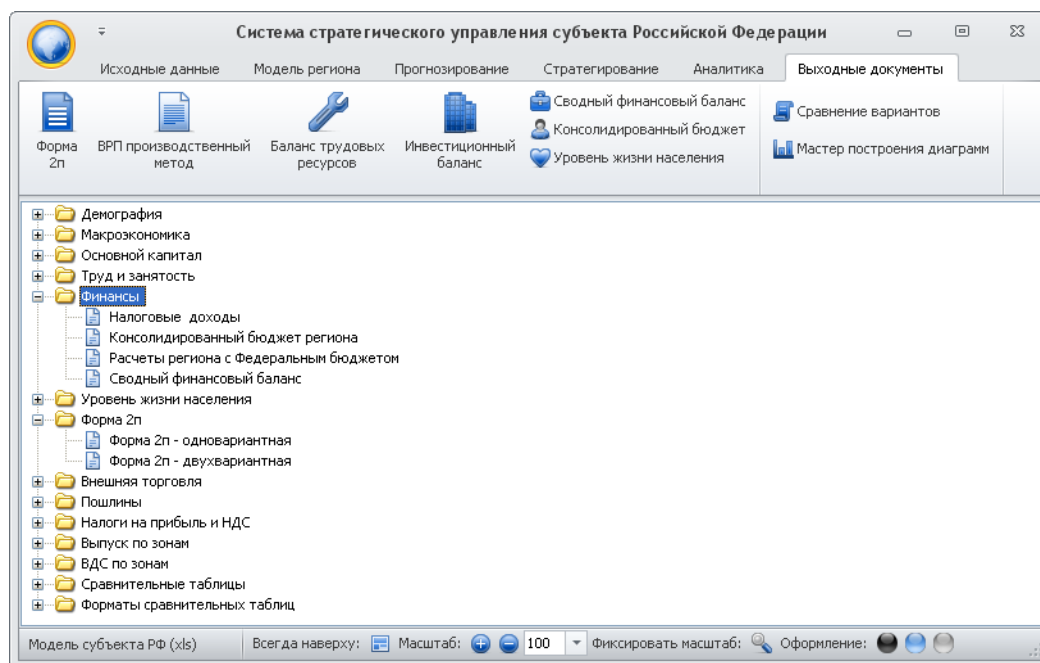 Система стратегического управления субъекта Российской Федерации
Исходные данные Модель региона Прогнозирование Стратегирование Аналитика Выходные документы
Форма 2п
ВРП производственный метод
Баланс трудовых ресурсов
Инвестиционный баланс
Сводный финансовый баланс
Консолидированный бюджет
Уровень жизни населения
Сравнение вариантов
Мастер построения диаграмм
Демография
Макроэкономика
Основной капитал
Труд и занятость
Финансы
Налоговые доходы
Консолидированный бюджет региона
Расчеты региона с Федеральным бюджетом
Сводный финансовый баланс
Уровень жизни населения
Форма 2п
Форма 2п - одновариантная
Форма 2п - двухвариантная
Внешняя торговля
Пошлины
Налоги на прибыль и НДС
Выпуск по зонам
ВДС по зонам
Сравнительные таблицы
Форматы сравнительных таблиц
Модель субъекта РФ (xls) Всегда наверху: Масштаб: 100 Фиксировать масштаб: Оформление: